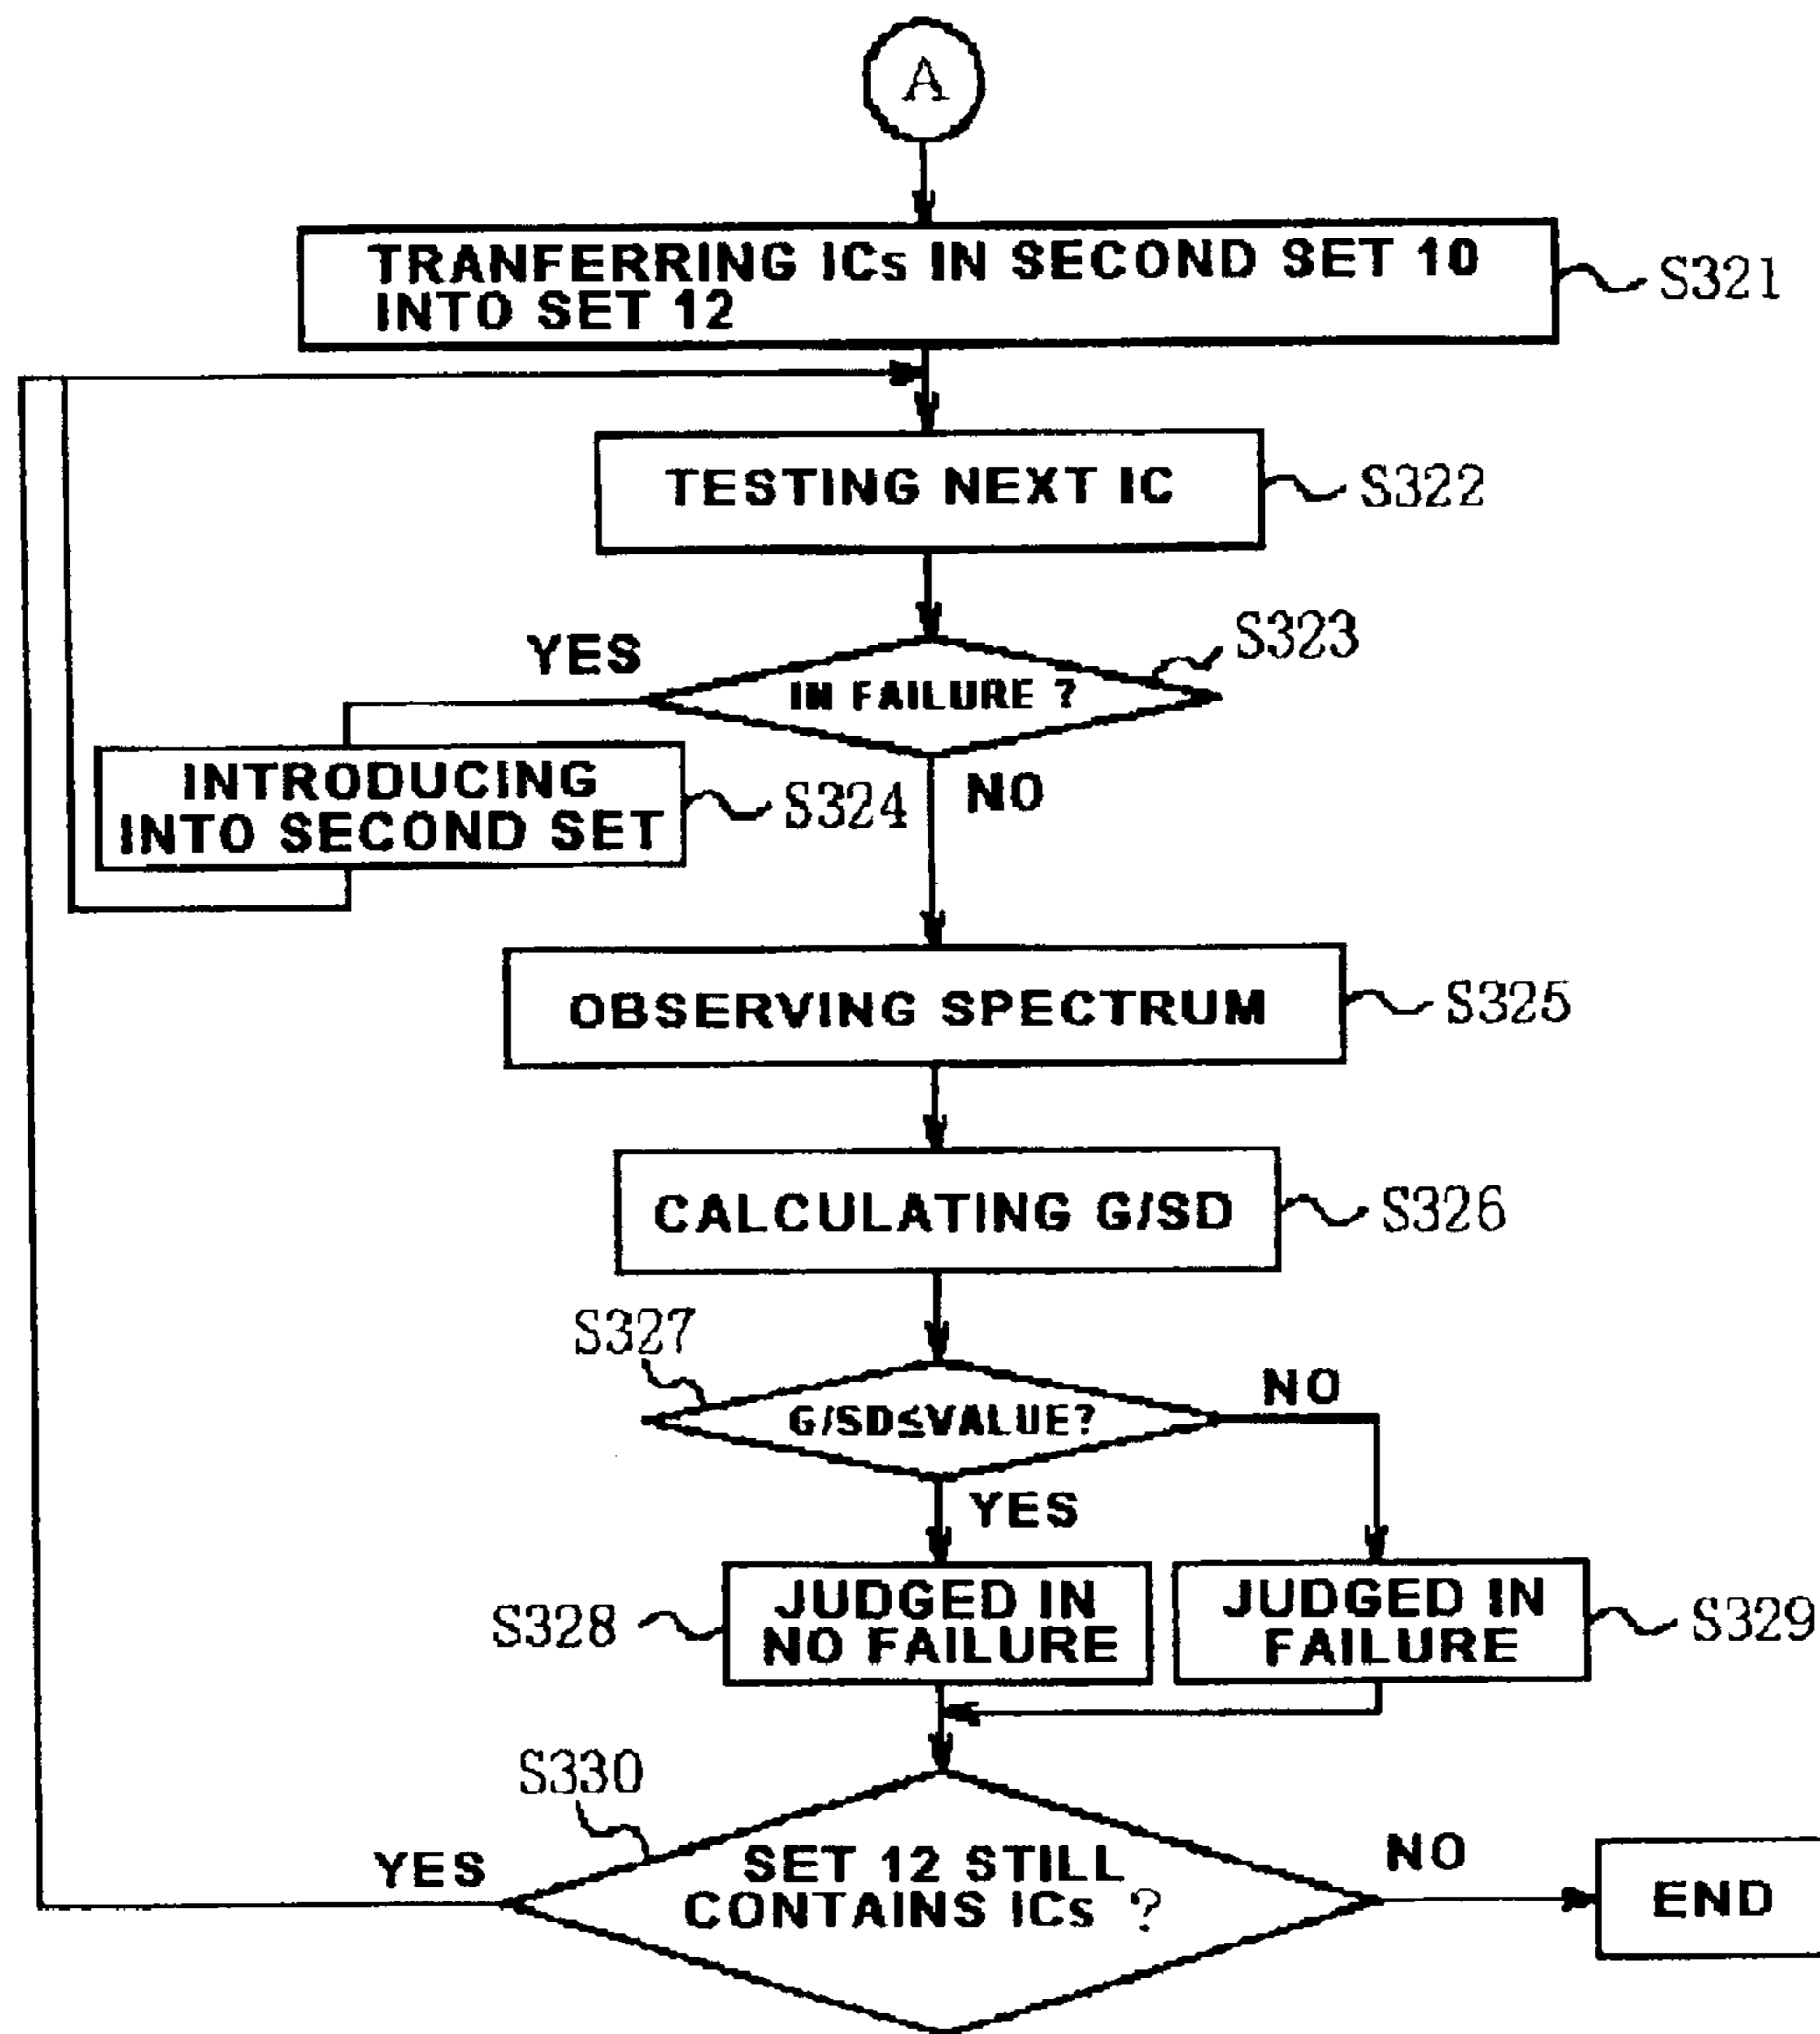 A
TRANFERRING ICs IN SECOND SET 10
INTO SET 12
S321
TESTING NEXT IC
S322
YES
S323
IN FAILURE ?
INTRODUCING
INTO SECOND SET
S324
NO
OBSERVING SPECTRUM
S325
CALCULATING G/SD
S326
S327
G/SD≤VALUE?
NO
YES
S328
JUDGED IN
NO FAILURE
JUDGED IN
FAILURE
S329
S330
YES
SET 12 STILL
CONTAINS ICs ?
NO
END